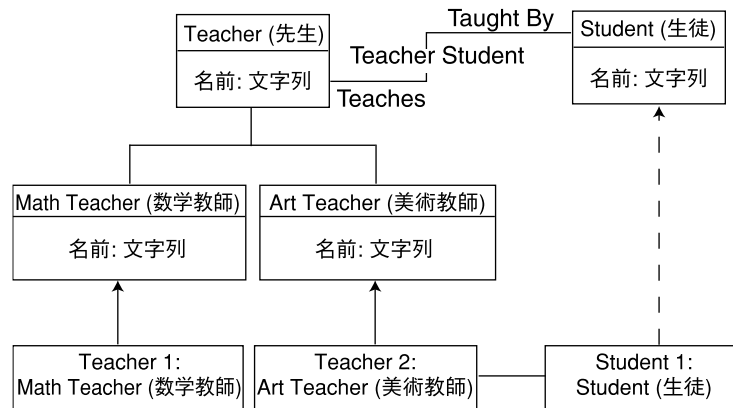 Taught By
Teacher (先生)
Student (生徒)
Teacher Student
名前: 文字列
名前: 文字列
Teaches
Math Teacher (数学教師)
Art Teacher (美術教師)
名前: 文字列
名前: 文字列
Teacher 1:
Math Teacher (数学教師)
Teacher 2:
Art Teacher (美術教師)
Student 1:
Student (生徒)